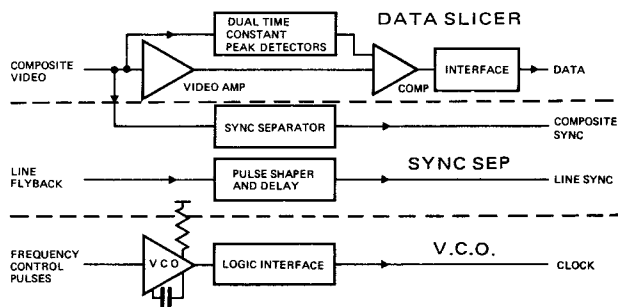 DUAL TIME
CONSTANT
PEAK DETECTORS
DATA SLICER
COMPOSITE
VIDEO
VIDEO AMP
COMP
INTERFACE
DATA
SYNC SEPARATOR
COMPOSITE
SYNC
LINE
FLYBACK
PULSE SHAPER
AND DELAY
SYNC SEP
LINE SYNC
FREQUENCY
CONTROL
PULSES
V C O
LOGIC INTERFACE
V.C.O.
CLOCK